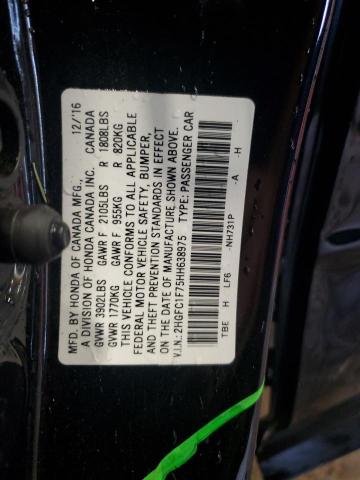 MFD. BY HONDA OF CANADA MFG., 12/'16
A DIVISION OF HONDA CANADA INC. CANADA
GVWR 3902LBS GAWR F 2105LBS R 1808LBS
GVWR 1770KG GAWR F 955KG R 820KG
THIS VEHICLE CONFORMS TO ALL APPLICABLE
FEDERAL MOTOR VEHICLE SAFETY, BUMPER,
AND THEFT PREVENTION STANDARDS IN EFFECT
ON THE DATE OF MANUFACTURE SHOWN ABOVE.
V.I.N.: 2HGFC1F75HH638975 TYPE: PASSENGER CAR
TBE H LF6 -NH731P -A -H